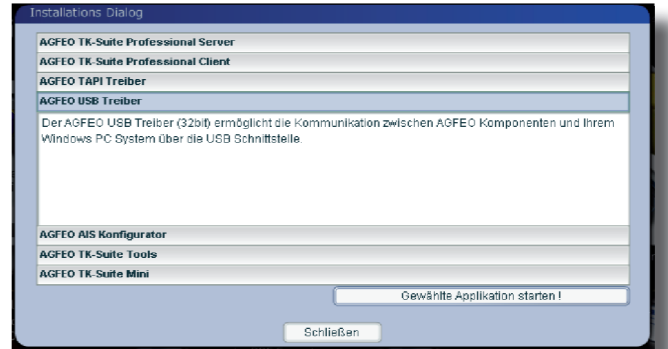 Installations Dialog
AGFEO TK-Suite Professional Server
AGFEO TK-Suite Professional Client
AGFEO TAPI Treiber
AGFEO USB Treiber
Der AGFEO USB Treiber (32bit) ermöglicht die Kommunikation zwischen AGFEO Komponenten und Ihrem
Windows PC System über die USB Schnittstelle.
AGFEO AIS Konfigurator
AGFEO TK-Suite Tools
AGFEO TK-Suite Mini
Gewählte Applikation starten !
Schließen